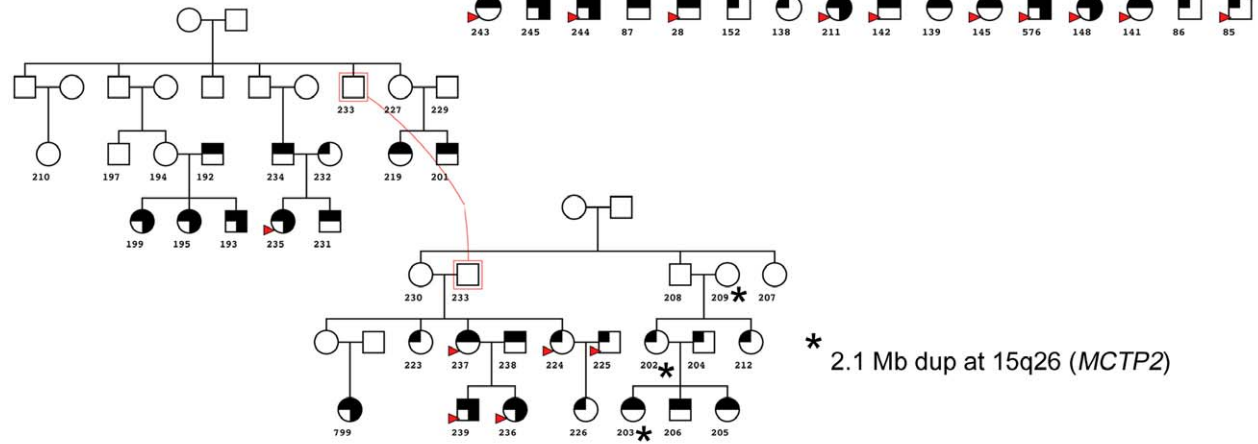 243 245 244 87 28 152 138 211 142 139 145 576 148 141 86 85
233 227 229
210 197 194 192 234 232 219 201
199 195 193 235 231
230 233 208 209 * 207
223 237 238 224 225 202 * 204 212
* 2.1 Mb dup at 15q26 (MCTP2)
799 239 236 226 203 * 206 205